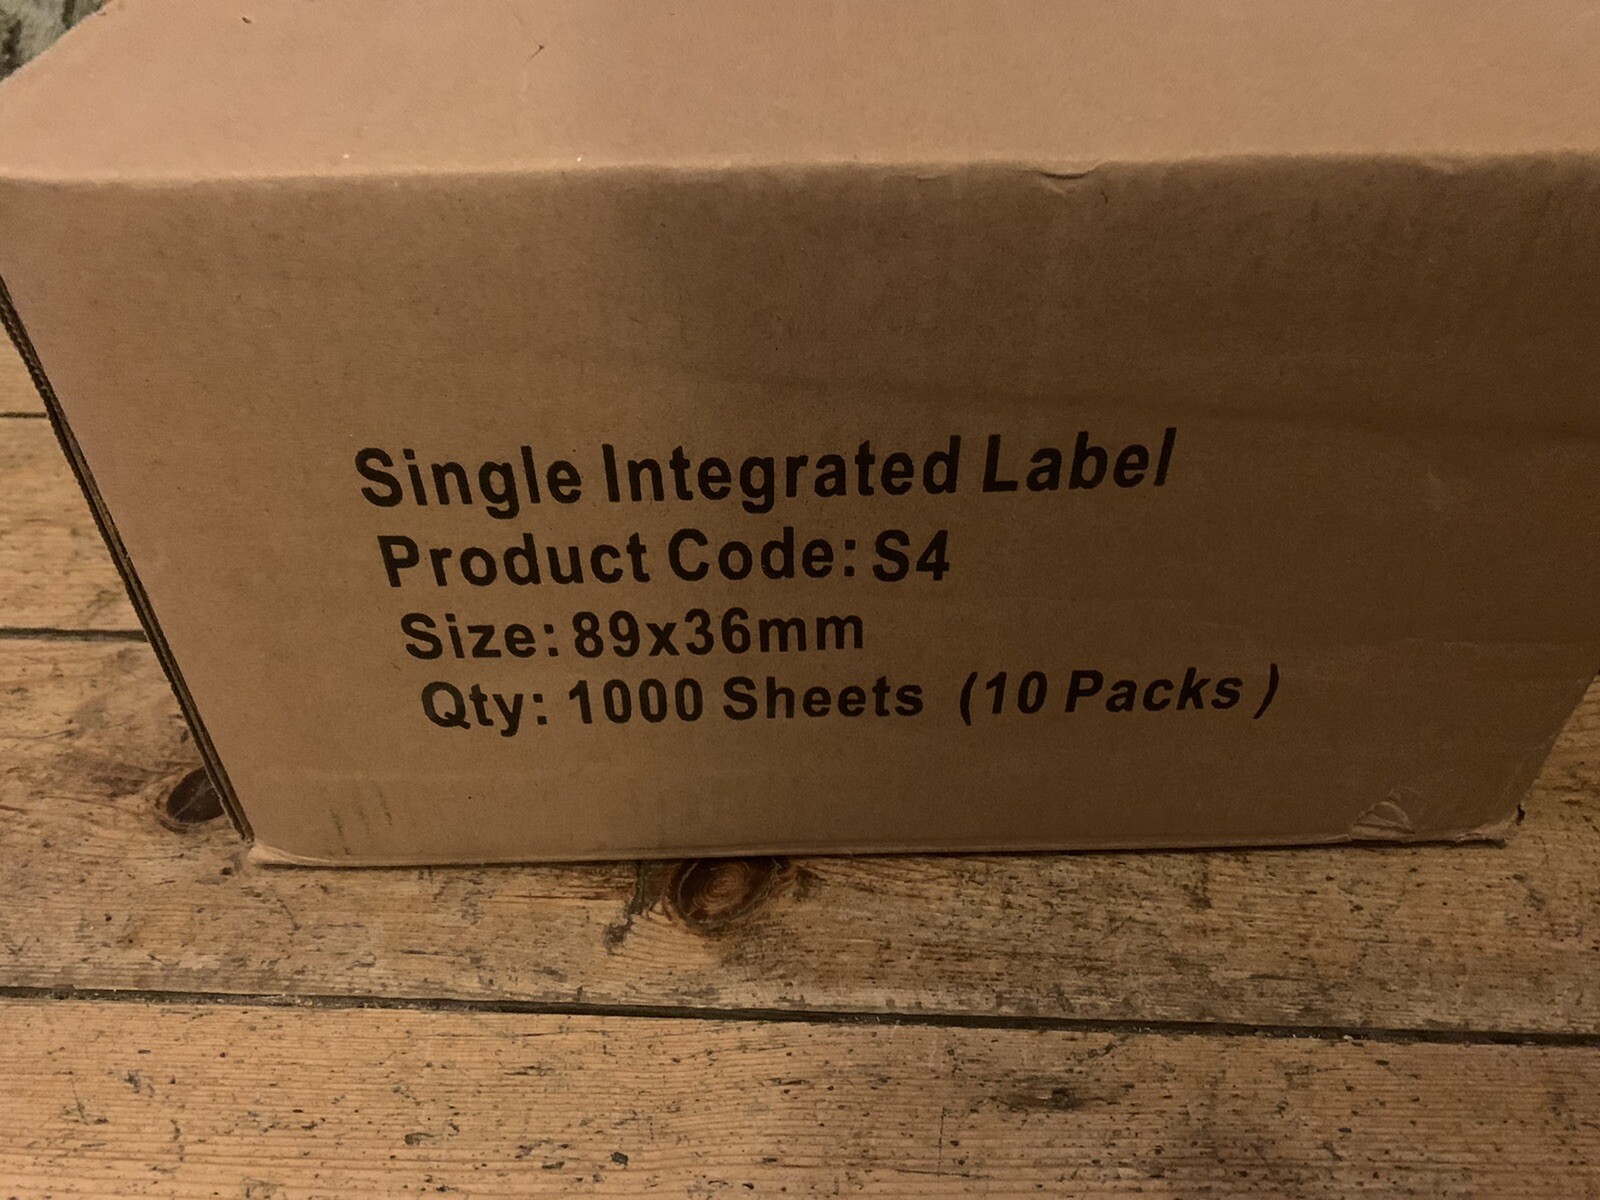 Single Integrated Label
Product Code: S4
Size: 89x36mm
Qty: 1000 Sheets (10 Packs)